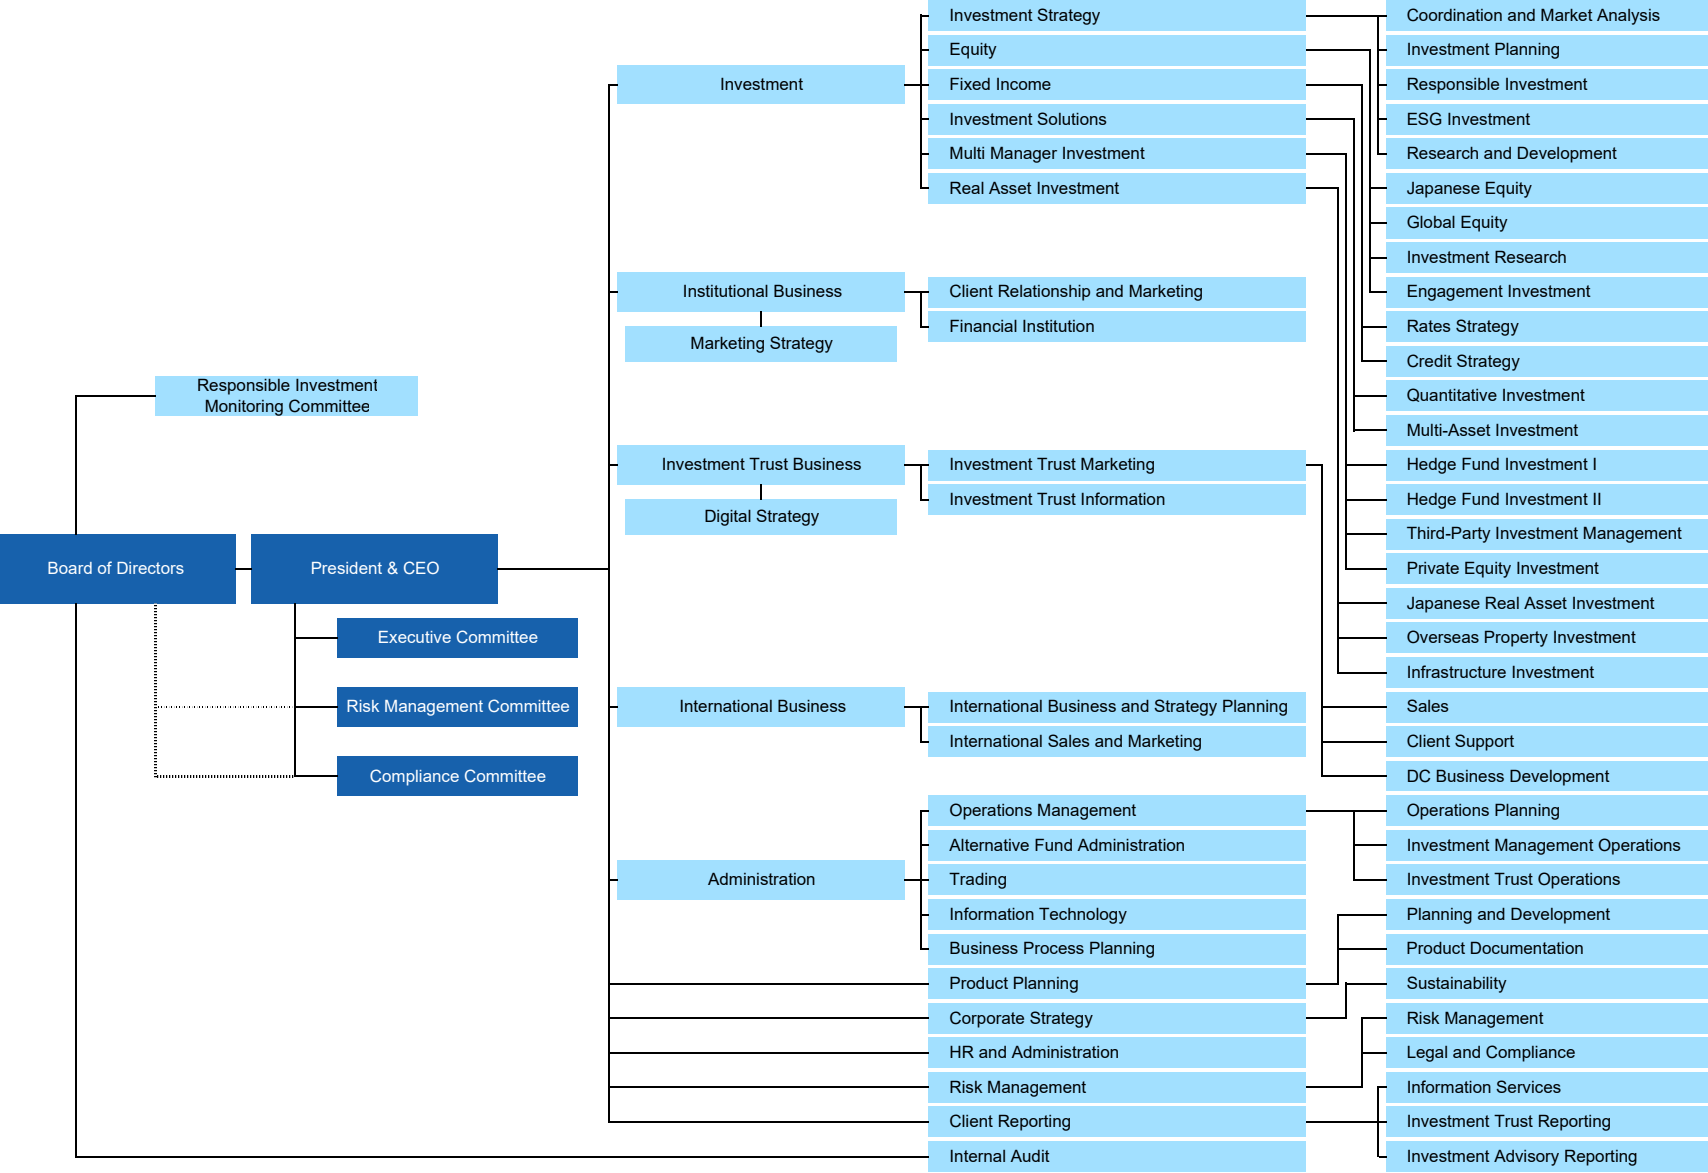 Board of Directors
Responsible Investment
Monitoring Committee
President & CEO
Executive Committee
Risk Management Committee
Compliance Committee
Investment
Institutional Business
Marketing Strategy
Investment Trust Business
Digital Strategy
International Business
Administration
Investment Strategy
Equity
Fixed Income
Investment Solutions
Multi Manager Investment
Real Asset Investment
Client Relationship and Marketing
Financial Institution
Investment Trust Marketing
Investment Trust Information
International Business and Strategy Planning
International Sales and Marketing
Operations Management
Alternative Fund Administration
Trading
Information Technology
Business Process Planning
Product Planning
Corporate Strategy
HR and Administration
Risk Management
Client Reporting
Internal Audit
Coordination and Market Analysis
Investment Planning
Responsible Investment
ESG Investment
Research and Development
Japanese Equity
Global Equity
Investment Research
Engagement Investment
Rates Strategy
Credit Strategy
Quantitative Investment
Multi-Asset Investment
Hedge Fund Investment I
Hedge Fund Investment II
Third-Party Investment Management
Private Equity Investment
Japanese Real Asset Investment
Overseas Property Investment
Infrastructure Investment
Sales
Client Support
DC Business Development
Operations Planning
Investment Management Operations
Investment Trust Operations
Planning and Development
Product Documentation
Sustainability
Risk Management
Legal and Compliance
Information Services
Investment Trust Reporting
Investment Advisory Reporting